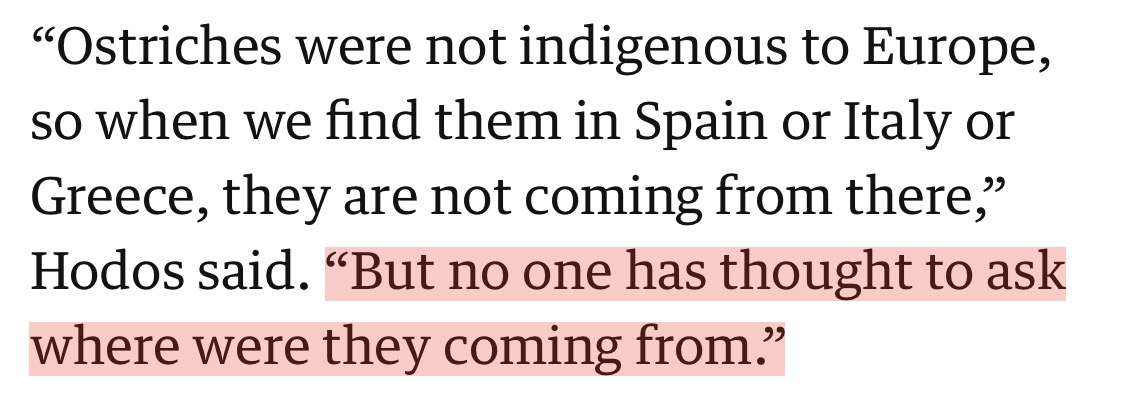 “Ostriches were not indigenous to Europe,
so when we find them in Spain or Italy or
Greece, they are not coming from there,”
Hodos said. “But no one has thought to ask
where were they coming from.”